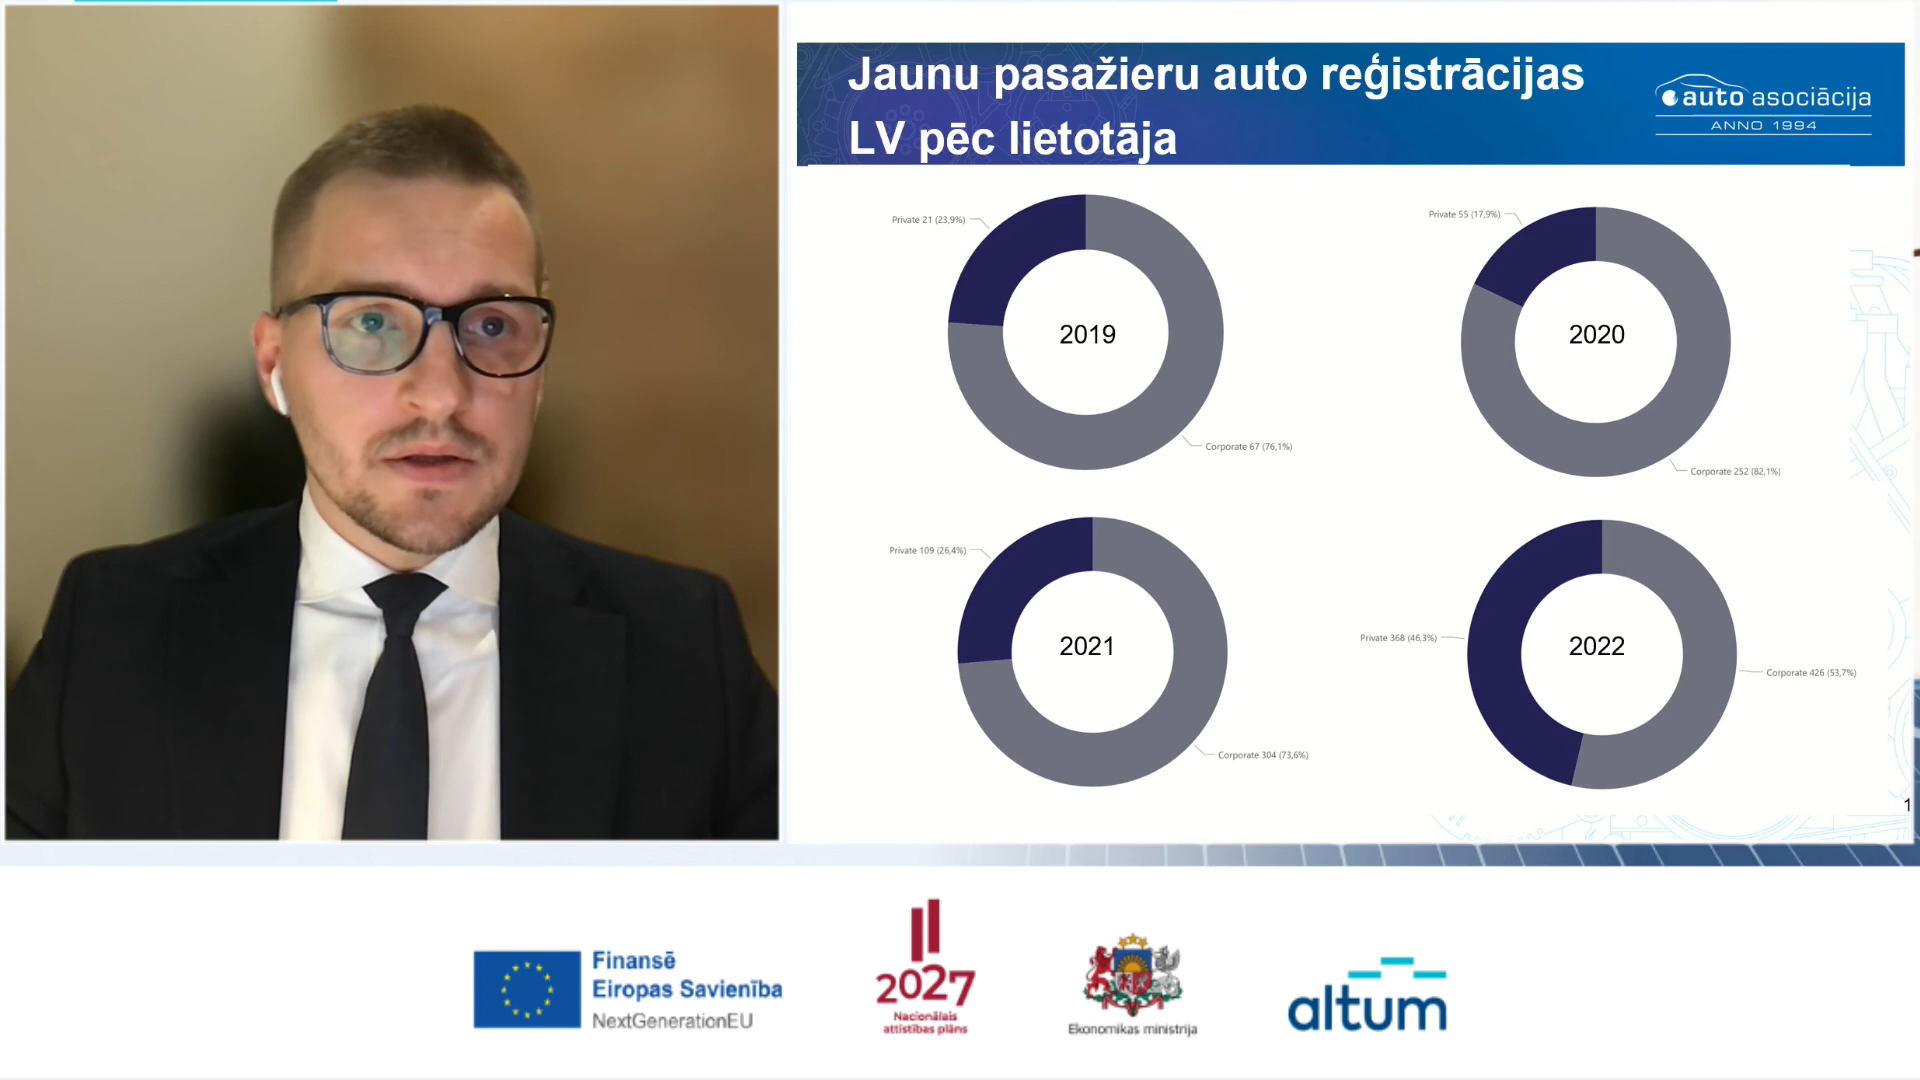 Jaunu pasažieru auto reģistrācijas
LV pēc lietotāja
auto asociācija
ANNO 1994
Private 21 (23,9%)
2019
Corporate 67 (76,1%)
Private 55 (17,9%)
2020
Corporate 252 (82,1%)
Private 109 (26,4%)
2021
Corporate 304 (73,6%)
Private 368 (46,3%)
2022
Corporate 426 (53,7%)
1
Finansē
Eiropas Savienība
NextGenerationEU
2027
Nacionālais
attīstības plāns
Ekonomikas ministrija
altum